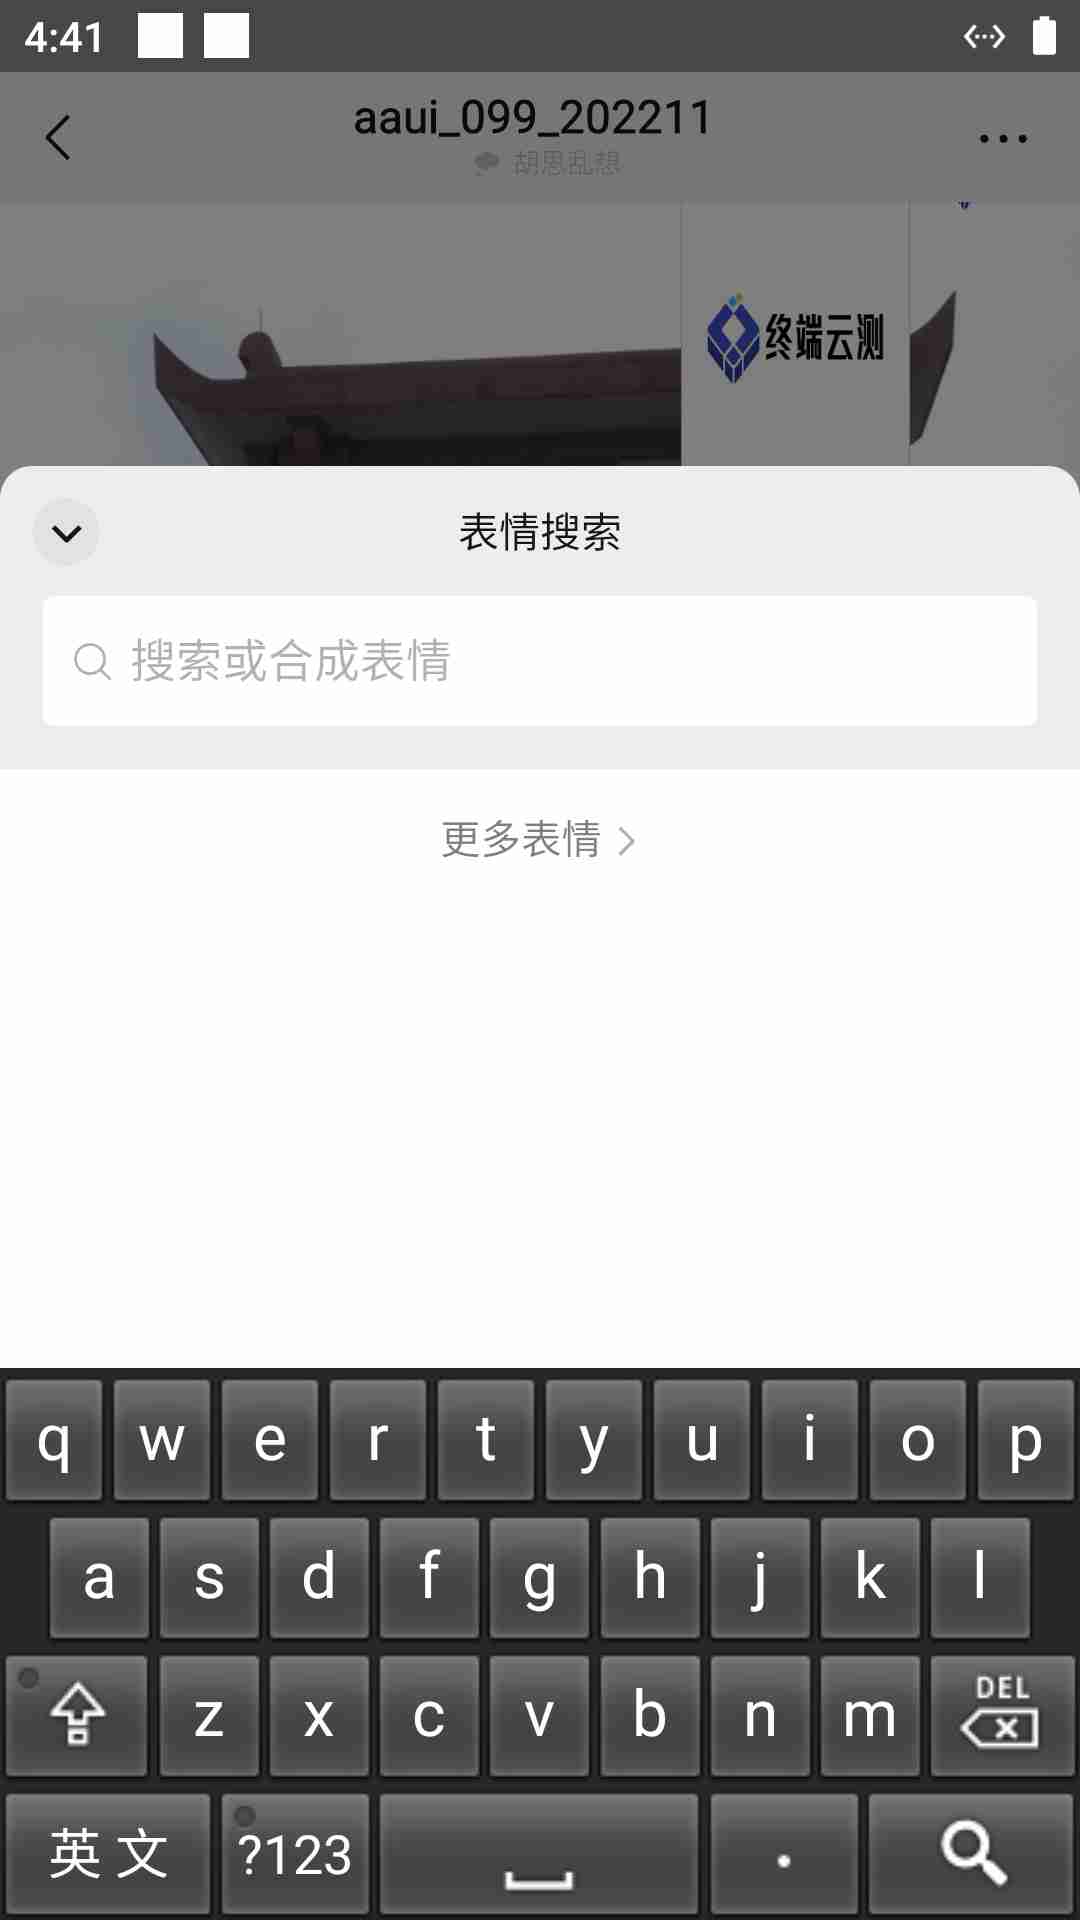 4:41
aaui_099_202211
胡思乱想
终端云测
表情搜索
搜索或合成表情
更多表情
q w e r t y u i o p
a s d f g h j k l
z x c v b n m DEL
英文 ?123 .